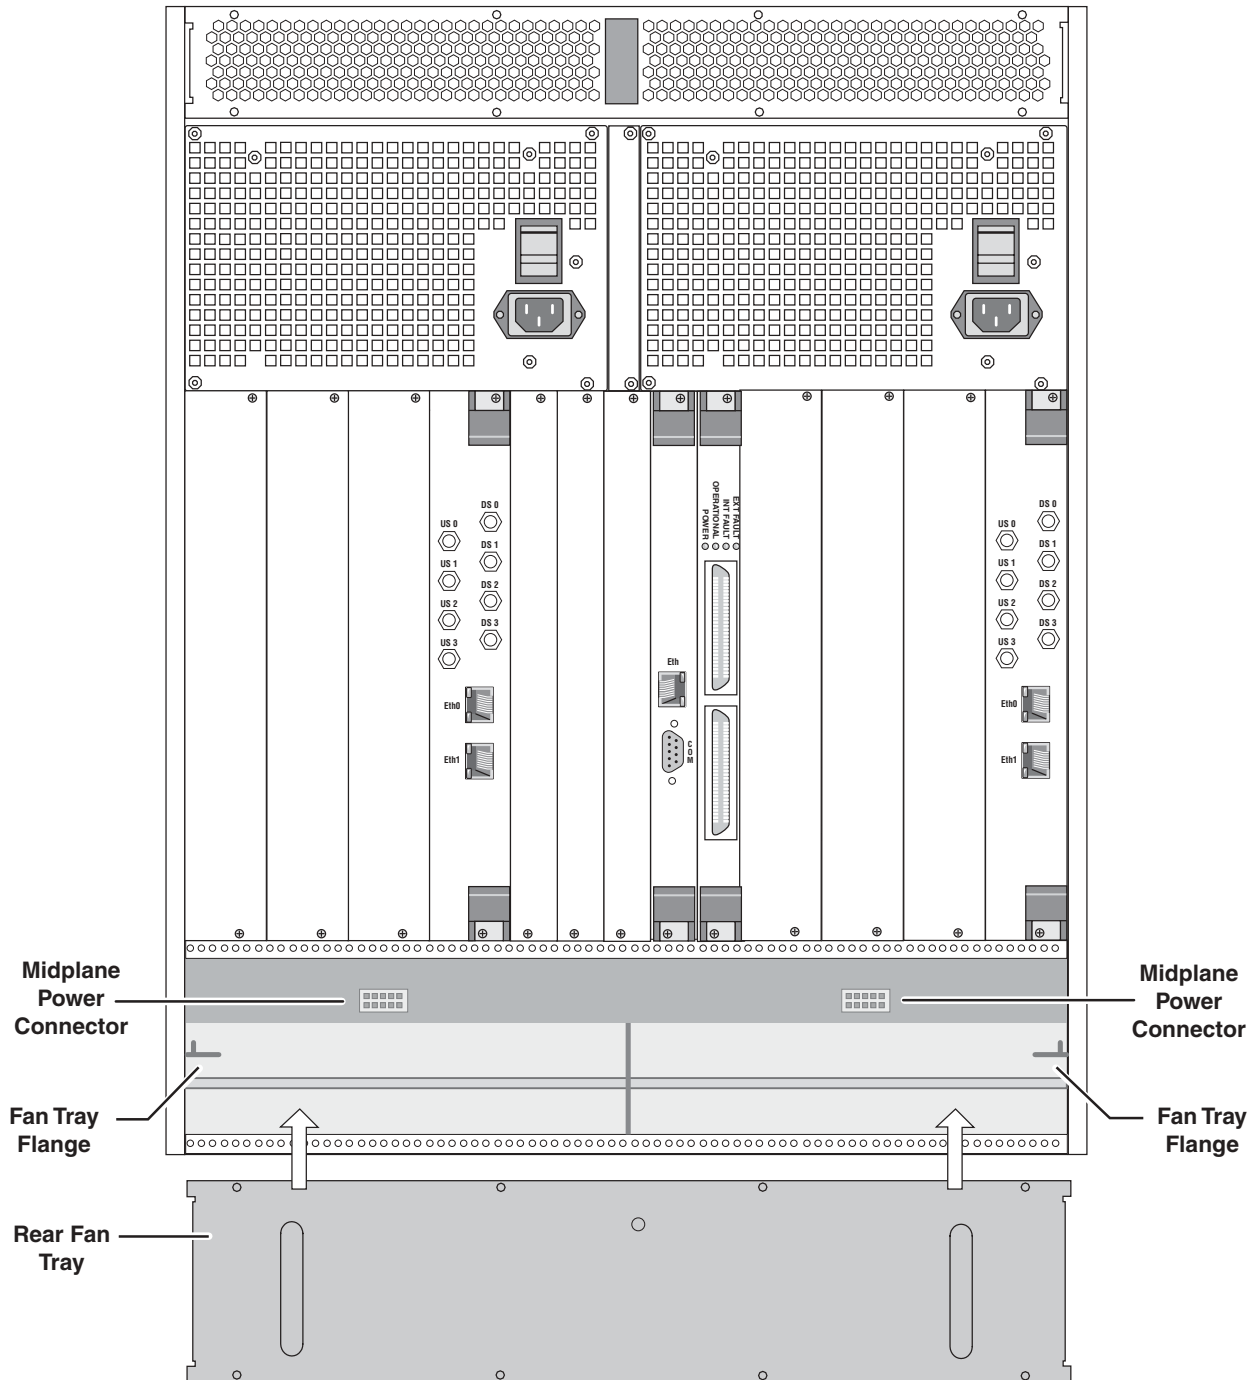 EXT FAULT
INT FAULT
OPERATIONAL
POWER
DS 0
US 0
DS 1
US 1
DS 2
US 2
DS 3
US 3
Eth0
Eth1
Eth
COM
DS 0
US 0
DS 1
US 1
DS 2
US 2
DS 3
US 3
Eth0
Eth1
Midplane
Power
Connector
Midplane
Power
Connector
Fan Tray
Flange
Fan Tray
Flange
Rear Fan
Tray